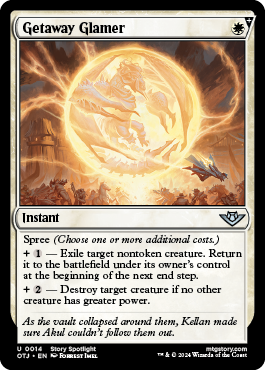 Getaway Glamer
Instant
Spree (Choose one or more additional costs.)
+ 1 — Exile target nontoken creature. Return
it to the battlefield under its owner's control
at the beginning of the next end step.
+ 2 — Destroy target creature if no other
creature has greater power.
As the vault collapsed around them, Kellan made
sure Akul couldn't follow them out.
U 0014 Story Spotlight
mtgstory.com
OTJ • EN Forrest Imel
™ & © 2024 Wizards of the Coast